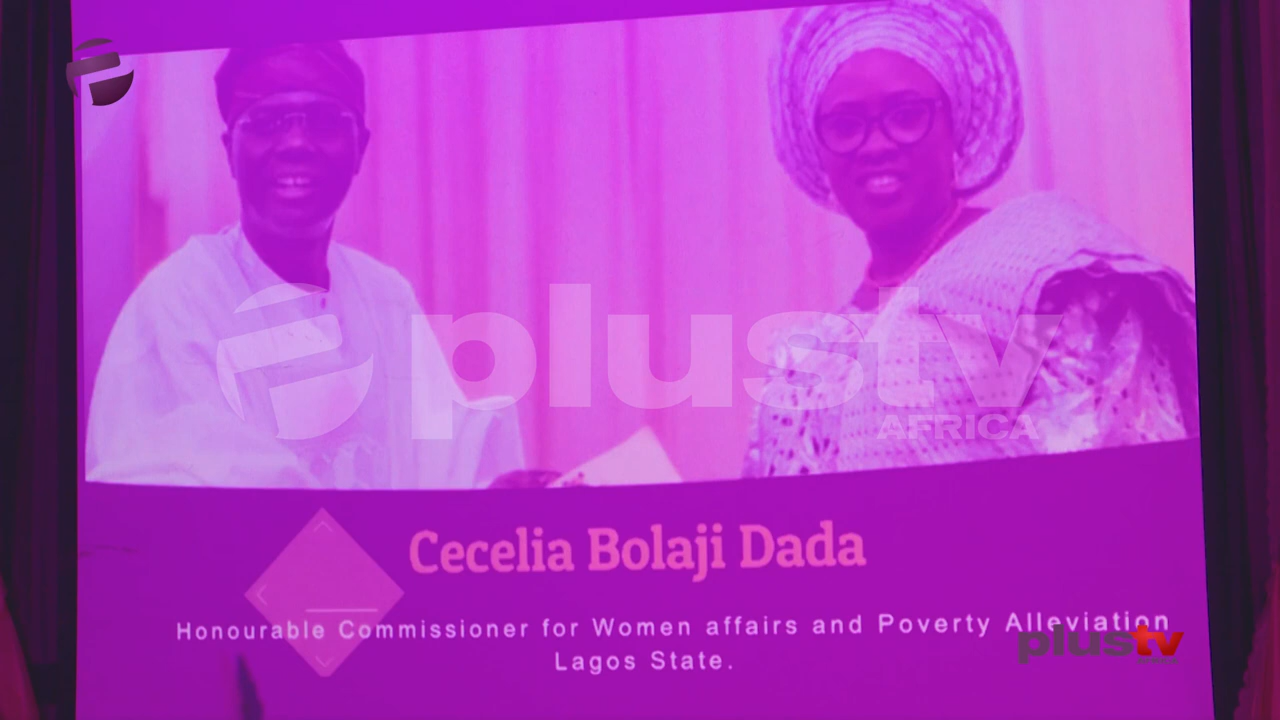 plustv
AFRICA
Cecelia Bolaji Dada
Honourable Commissioner for Women affairs and Poverty Alleviation
Lagos State.
plustv